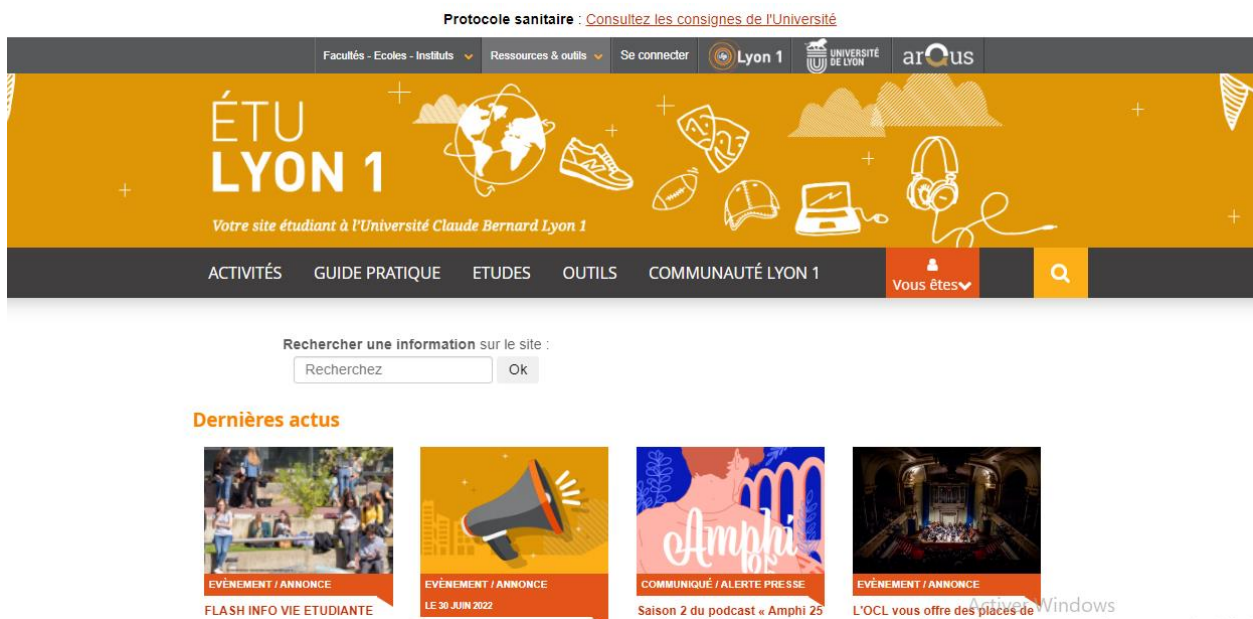 Protocole sanitaire : Consultez les consignes de l'Université
Facultés - Ecoles - Instituts Ressources & outils Se connecter Lyon 1 UNIVERSITÉ DE LYON arQus
ÉTU
LYON 1
Votre site étudiant à l'Université Claude Bernard Lyon 1
ACTIVITÉS GUIDE PRATIQUE ETUDES OUTILS COMMUNAUTÉ LYON 1 Vous êtes
Rechercher une information sur le site :
Recherchez Ok
Dernières actus
Amphi
25
EVÈNEMENT / ANNONCE EVÈNEMENT / ANNONCE COMMUNIQUÉ / ALERTE PRESSE EVÈNEMENT / ANNONCE
FLASH INFO VIE ETUDIANTE LE 30 JUIN 2022 Saison 2 du podcast « Amphi 25 L'OCL vous offre des places de
Activer Windows